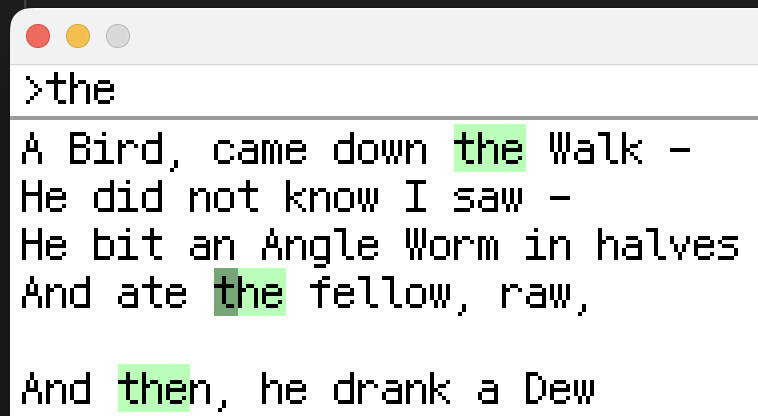 >the
A Bird, came down the Walk –
He did not know I saw –
He bit an Angle Worm in halves
And ate the fellow, raw,
And then, he drank a Dew